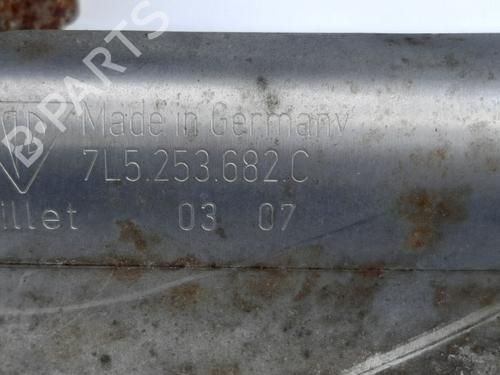 B-PARTS
Made in Germany
7L5.253.682.C
illet 03 07